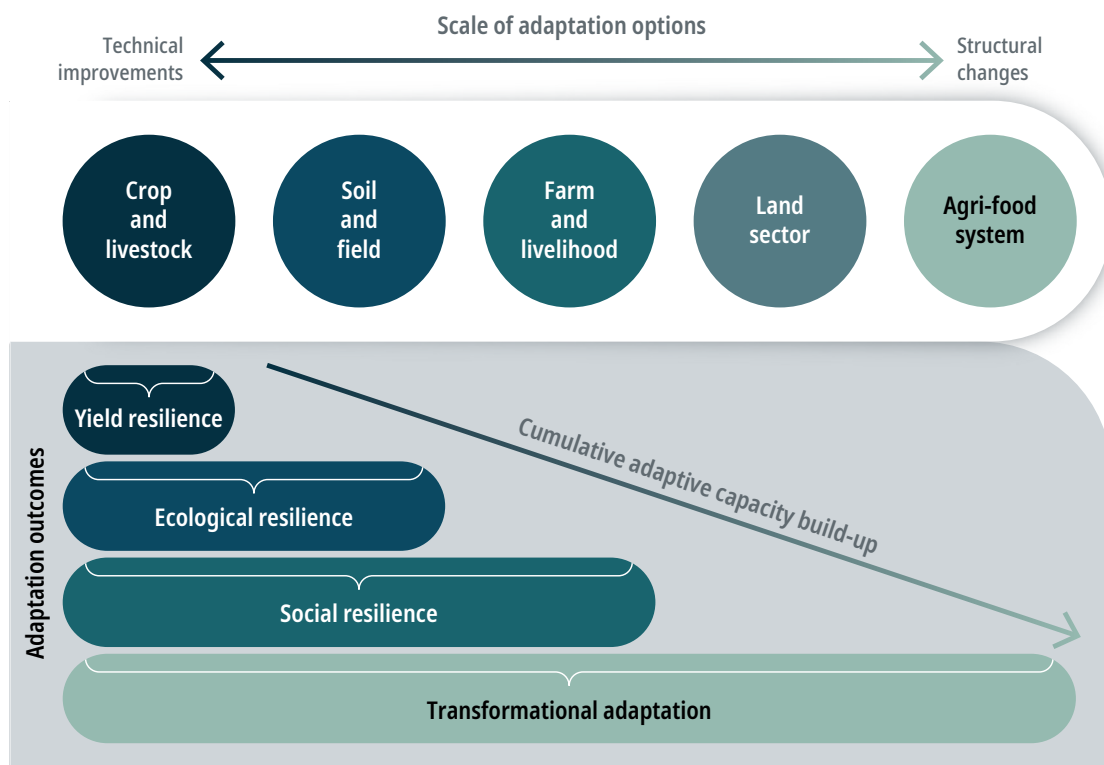 Scale of adaptation options
Technical
improvements
Structural
changes
Crop
and
livestock
Soil
and
field
Farm
and
livelihood
Land
sector
Agri-food
system
Adaptation outcomes
Yield resilience
Cumulative adaptive capacity build-up
Ecological resilience
Social resilience
Transformational adaptation